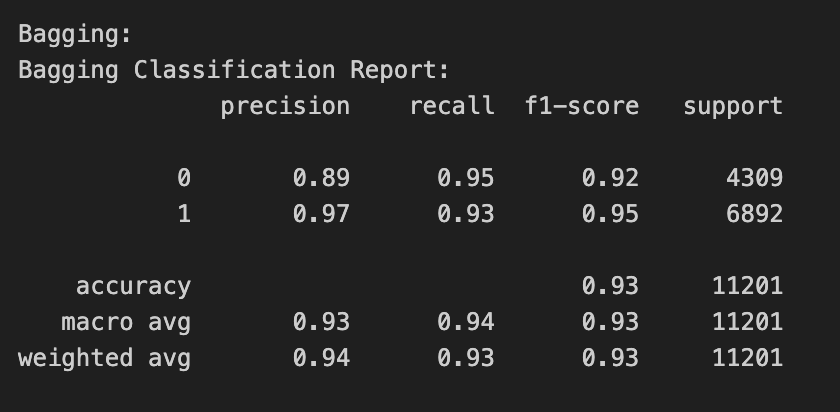 Bagging:
Bagging Classification Report:
precision recall f1-score support
0 0.89 0.95 0.92 4309
1 0.97 0.93 0.95 6892
accuracy 0.93 11201
macro avg 0.93 0.94 0.93 11201
weighted avg 0.94 0.93 0.93 11201